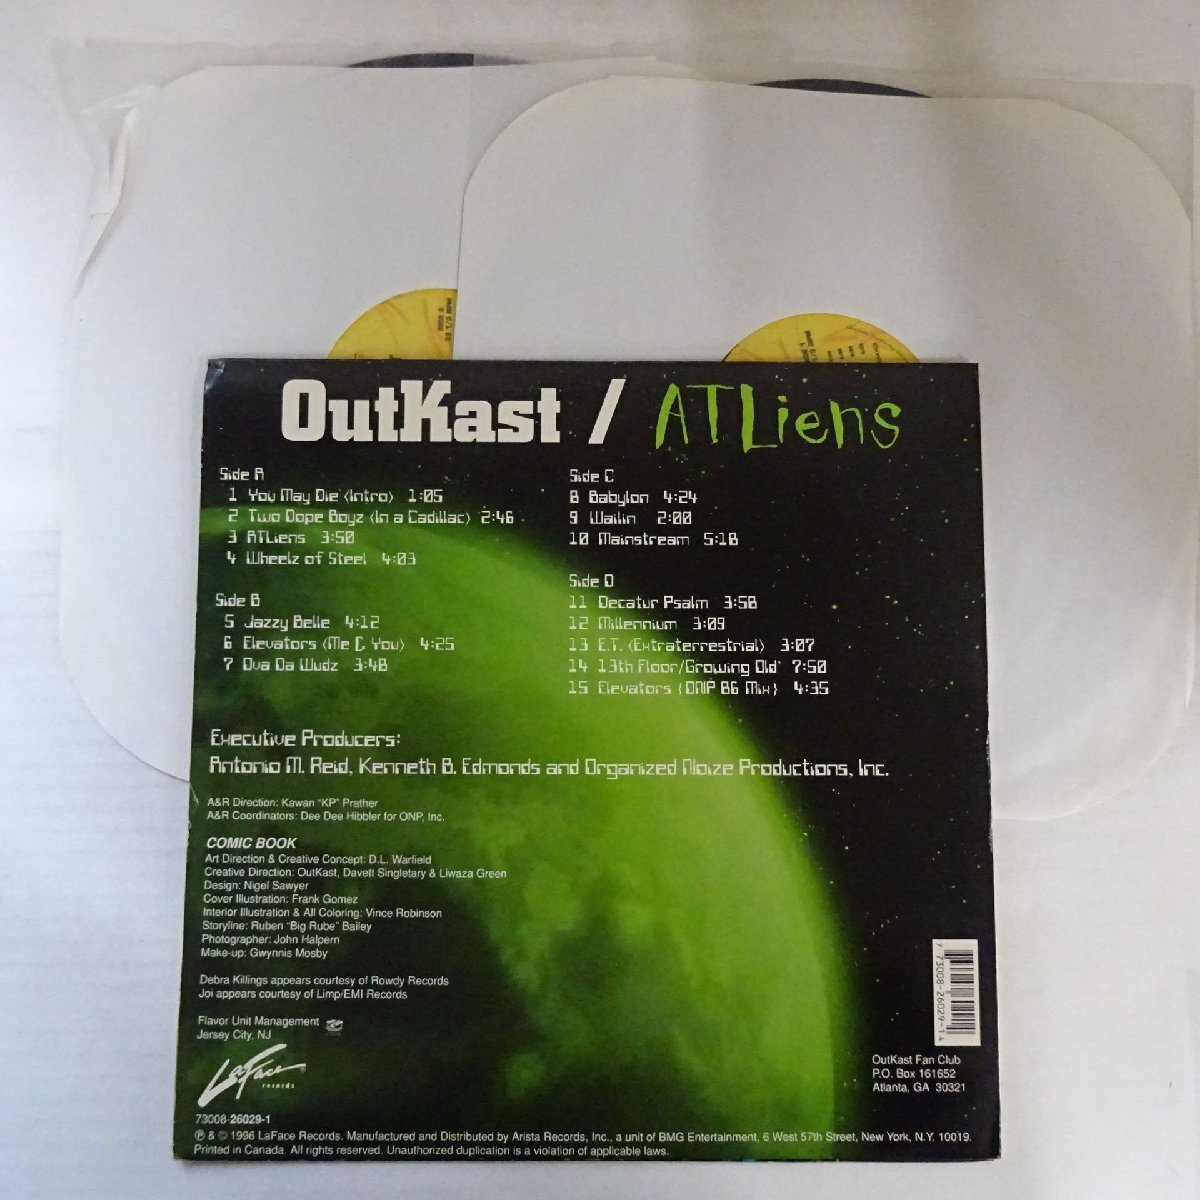 OutKast / ATLiens
Side A
1 You May Die (Intro) 1:05
2 Two Dope Boyz (In a Cadillac) 2:46
3 ATLiens 3:50
4 Wheelz of Steel 4:03
Side B
5 Jazzy Belle 4:12
6 Elevators (Me & You) 4:25
7 Ova Da Wudz 3:48
Side C
8 Babylon 4:24
9 Wailin 2:00
10 Mainstream 5:18
Side D
11 Decatur Psalm 3:58
12 Millennium 3:09
13 E.T. (Extraterrestrial) 3:07
14 13th Floor/Growing Old 7:50
15 Elevators (ONP 86 Mix) 4:35
Executive Producers:
Antonio M. Reid, Kenneth B. Edmonds and Organized Noize Productions, Inc.
A&R Direction: Kawan "KP" Prather
A&R Coordinators: Dee Dee Hibbler for ONP, Inc.
COMIC BOOK
Art Direction & Creative Concept: D.L. Warfield
Creative Direction: OutKast, Davett Singletary & Liwaza Green
Design: Nigel Sawyer
Cover Illustration: Frank Gomez
Interior Illustration & All Coloring: Vince Robinson
Storyline: Ruben "Big Rube" Bailey
Photographer: John Halpern
Make-up: Gwynnis Mosby
Debra Killings appears courtesy of Rowdy Records
Joi appears courtesy of Limp/EMI Records
Flavor Unit Management
Jersey City, NJ
LaFace
records
73008-26029-1
℗ & © 1996 LaFace Records. Manufactured and Distributed by Arista Records, Inc., a unit of BMG Entertainment, 6 West 57th Street, New York, N.Y. 10019.
Printed in Canada. All rights reserved. Unauthorized duplication is a violation of applicable laws.
7 73008-26029-1 4
OutKast Fan Club
P.O. Box 161652
Atlanta, GA 30321